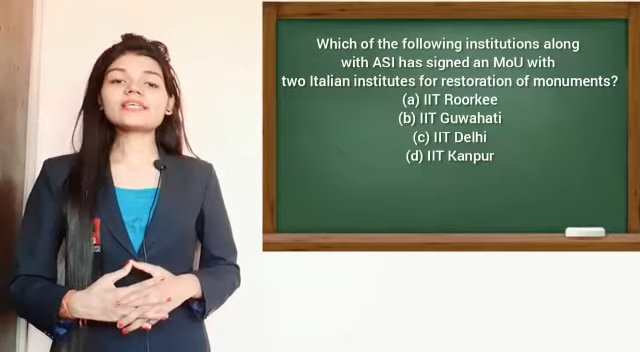 Which of the following institutions along
with ASI has signed an MoU with
two Italian institutes for restoration of monuments?
(a) IIT Roorkee
(b) IIT Guwahati
(c) IIT Delhi
(d) IIT Kanpur